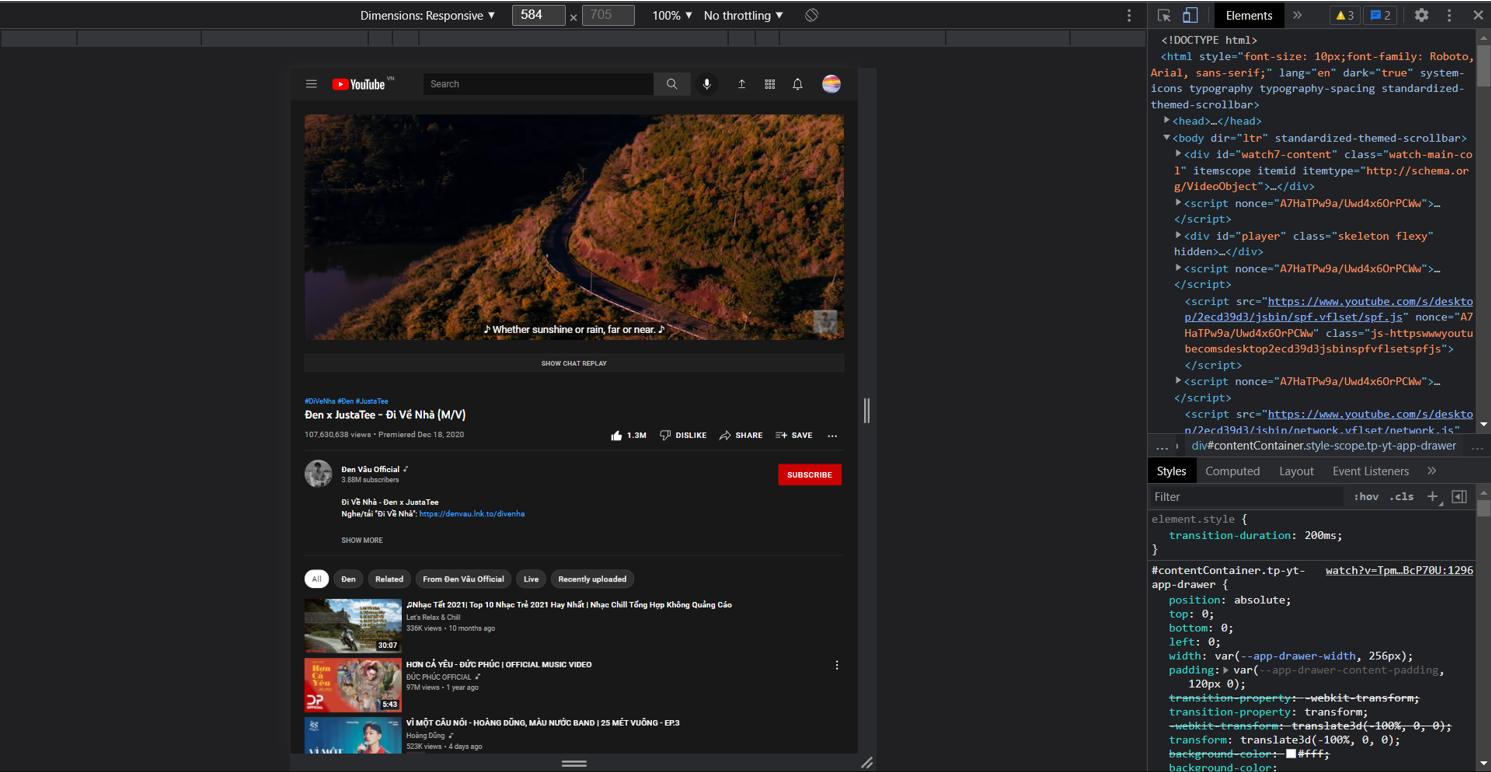 Dimensions: Responsive ▼ 584 × 705 100% ▼ No throttling ▼
Elements » 3 2
YouTube VN Search
♪ Whether sunshine or rain, far or near. ♪
SHOW CHAT REPLAY
#DiVeNha #Đen #JustaTee
Đen x JustaTee - Đi Về Nhà (M/V)
107,630,638 views • Premiered Dec 18, 2020
1.3M DISLIKE SHARE SAVE ...
Đen Vâu Official ♪
3.88M subscribers
SUBSCRIBE
Đi Về Nhà - Đen x JustaTee
Nghe/tải "Đi Về Nhà": https://denvau.lnk.to/divenha
SHOW MORE
All Đen Related From Đen Vâu Official Live Recently uploaded
30:07
♫Nhạc Tết 2021| Top 10 Nhạc Trẻ 2021 Hay Nhất | Nhạc Chill Tổng Hợp Không Quảng Cáo
Let's Relax & Chill
336K views • 10 months ago
Hơn
Cả
Yêu
DP
OFFICIAL
5:43
HƠN CẢ YÊU - ĐỨC PHÚC | OFFICIAL MUSIC VIDEO
ĐỨC PHÚC OFFICIAL ♪
97M views • 1 year ago
VÌ MỘT
VÌ MỘT CÂU NÓI - HOÀNG DŨNG, MÀU NƯỚC BAND | 25 MÉT VUÔNG - EP.3
Hoàng Dũng ♪
523K views • 4 days ago
<!DOCTYPE html>
<html style="font-size: 10px;font-family: Roboto,
Arial, sans-serif;" lang="en" dark="true" system-
icons typography typography-spacing standardized-
themed-scrollbar>
<head>…</head>
<body dir="ltr" standardized-themed-scrollbar>
<div id="watch7-content" class="watch-main-co
l" itemscope itemid itemtype="http://schema.or
g/VideoObject">…</div>
<script nonce="A7HaTPw9a/Uwd4x6OrPCWw">…
</script>
<div id="player" class="skeleton flexy"
hidden>…</div>
<script nonce="A7HaTPw9a/Uwd4x6OrPCWw">…
</script>
<script src="https://www.youtube.com/s/deskto
p/2ecd39d3/jsbin/spf.vflset/spf.js" nonce="A7
HaTPw9a/Uwd4x6OrPCWw" class="js-httpswwwyoutu
becomsdesktop2ecd39d3jsbinspfvflsetspfjs">
</script>
<script nonce="A7HaTPw9a/Uwd4x6OrPCWw">…
</script>
<script src="https://www.youtube.com/s/deskto
p/2ecd39d3/jsbin/network.vflset/network.js"
... div#contentContainer.style-scope.tp-yt-app-drawer ...
Styles Computed Layout Event Listeners »
Filter :hov .cls +
element.style {
transition-duration: 200ms;
}
#contentContainer.tp-yt- watch?v=Tpm…BcP70U:1296
app-drawer {
position: absolute;
top: 0;
bottom: 0;
left: 0;
width: var(--app-drawer-width, 256px);
padding: var(--app-drawer-content-padding,
120px 0);
transition-property: -webkit-transform;
transition-property: transform;
-webkit-transform: translate3d(-100%, 0, 0);
transform: translate3d(-100%, 0, 0);
background-color: #fff;
background-color: